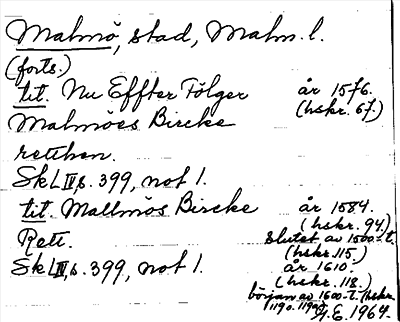 Malmö, stad, Malm. l.
(forts.)
tit. Nu Effter Fölger år 1576.
Malmöes Bircke (hskr. 67.)
retthen.
SkL IV, s. 399, not 1.
tit. Mallmös Bircke år 1584.
(hskr. 94.)
Rett. slutet av 1500-t.
(hskr. 115.)
SkL IV, s. 399, not 1. år 1610.
(hskr. 118.)
början av 1600-t. (hskr.
G.E. 1964.